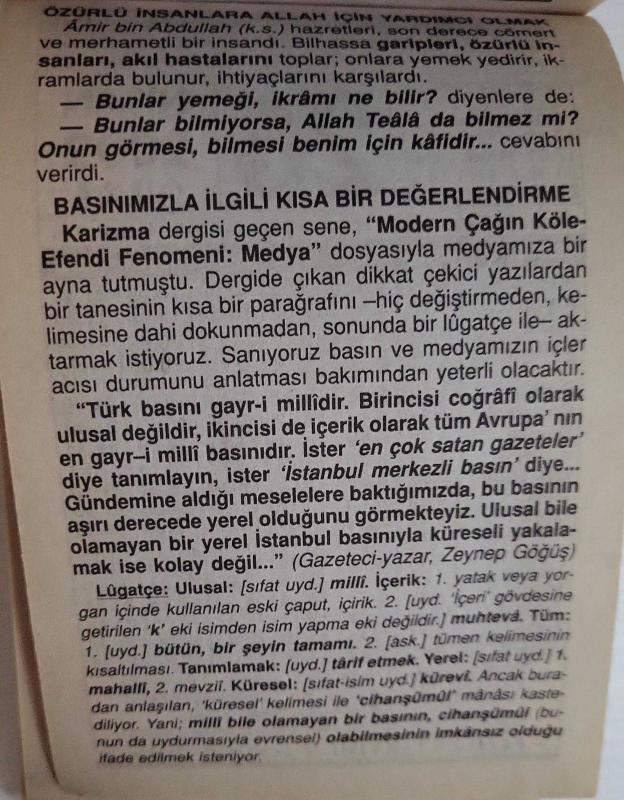 ÖZÜRLÜ İNSANLARA ALLAH İÇİN YARDIMCI OLMAK
Âmir bin Abdullah (k.s.) hazretleri, son derece cömert
ve merhametli bir insandı. Bilhassa garipleri, özürlü in-
sanları, akıl hastalarını toplar; onlara yemek yedirir, ik-
ramlarda bulunur, ihtiyaçlarını karşılardı.
— Bunlar yemeği, ikrâmı ne bilir? diyenlere de:
— Bunlar bilmiyorsa, Allah Teâlâ da bilmez mi?
Onun görmesi, bilmesi benim için kâfidir... cevabını
verirdi.
BASINIMIZLA İLGİLİ KISA BİR DEĞERLENDİRME
Karizma dergisi geçen sene, “Modern Çağın Köle-
Efendi Fenomeni: Medya” dosyasıyla medyamıza bir
ayna tutmuştu. Dergide çıkan dikkat çekici yazılardan
bir tanesinin kısa bir parağrafını –hiç değiştirmeden, ke-
limesine dahi dokunmadan, sonunda bir lûgatçe ile– ak-
tarmak istiyoruz. Sanıyoruz basın ve medyamızın içler
acısı durumunu anlatması bakımından yeterli olacaktır.
“Türk basını gayr-i millîdir. Birincisi coğrâfî olarak
ulusal değildir, ikincisi de içerik olarak tüm Avrupa’nın
en gayr–i milî basınıdır. İster ‘en çok satan gazeteler’
diye tanımlayın, ister ‘İstanbul merkezli basın’ diye...
Gündemine aldığı meselelere baktığımızda, bu basının
aşırı derecede yerel olduğunu görmekteyiz. Ulusal bile
olamayan bir yerel İstanbul basınıyla küreseli yakala-
mak ise kolay değil...” (Gazeteci-yazar, Zeynep Göğüş)
Lûgatçe: Ulusal: [sıfat uyd.] millî. İçerik: 1. yatak veya yor-
gan içinde kullanılan eski çaput, içirik. 2. [uyd. ‘İçeri’ gövdesine
getirilen ‘k’ eki isimden isim yapma eki değildir.] muhtevâ. Tüm:
1. [uyd.] bütün, bir şeyin tamamı. 2. [ask.] tümen kelimesinin
kısaltılması. Tanımlamak: [uyd.] târif etmek. Yerel: [sıfat uyd.] 1.
mahallî, 2. mevziî. Küresel: [sıfat-isim uyd.] kürevî. Ancak bura-
dan anlaşılan, ‘küresel’ kelimesi ile ‘cihanşümûl’ mânâsı kaste-
diliyor. Yani; millî bile olamayan bir basının, cihanşümûl (bu-
nun da uydurmasıyla evrensel) olabilmesinin imkânsız olduğu
ifade edilmek isteniyor.